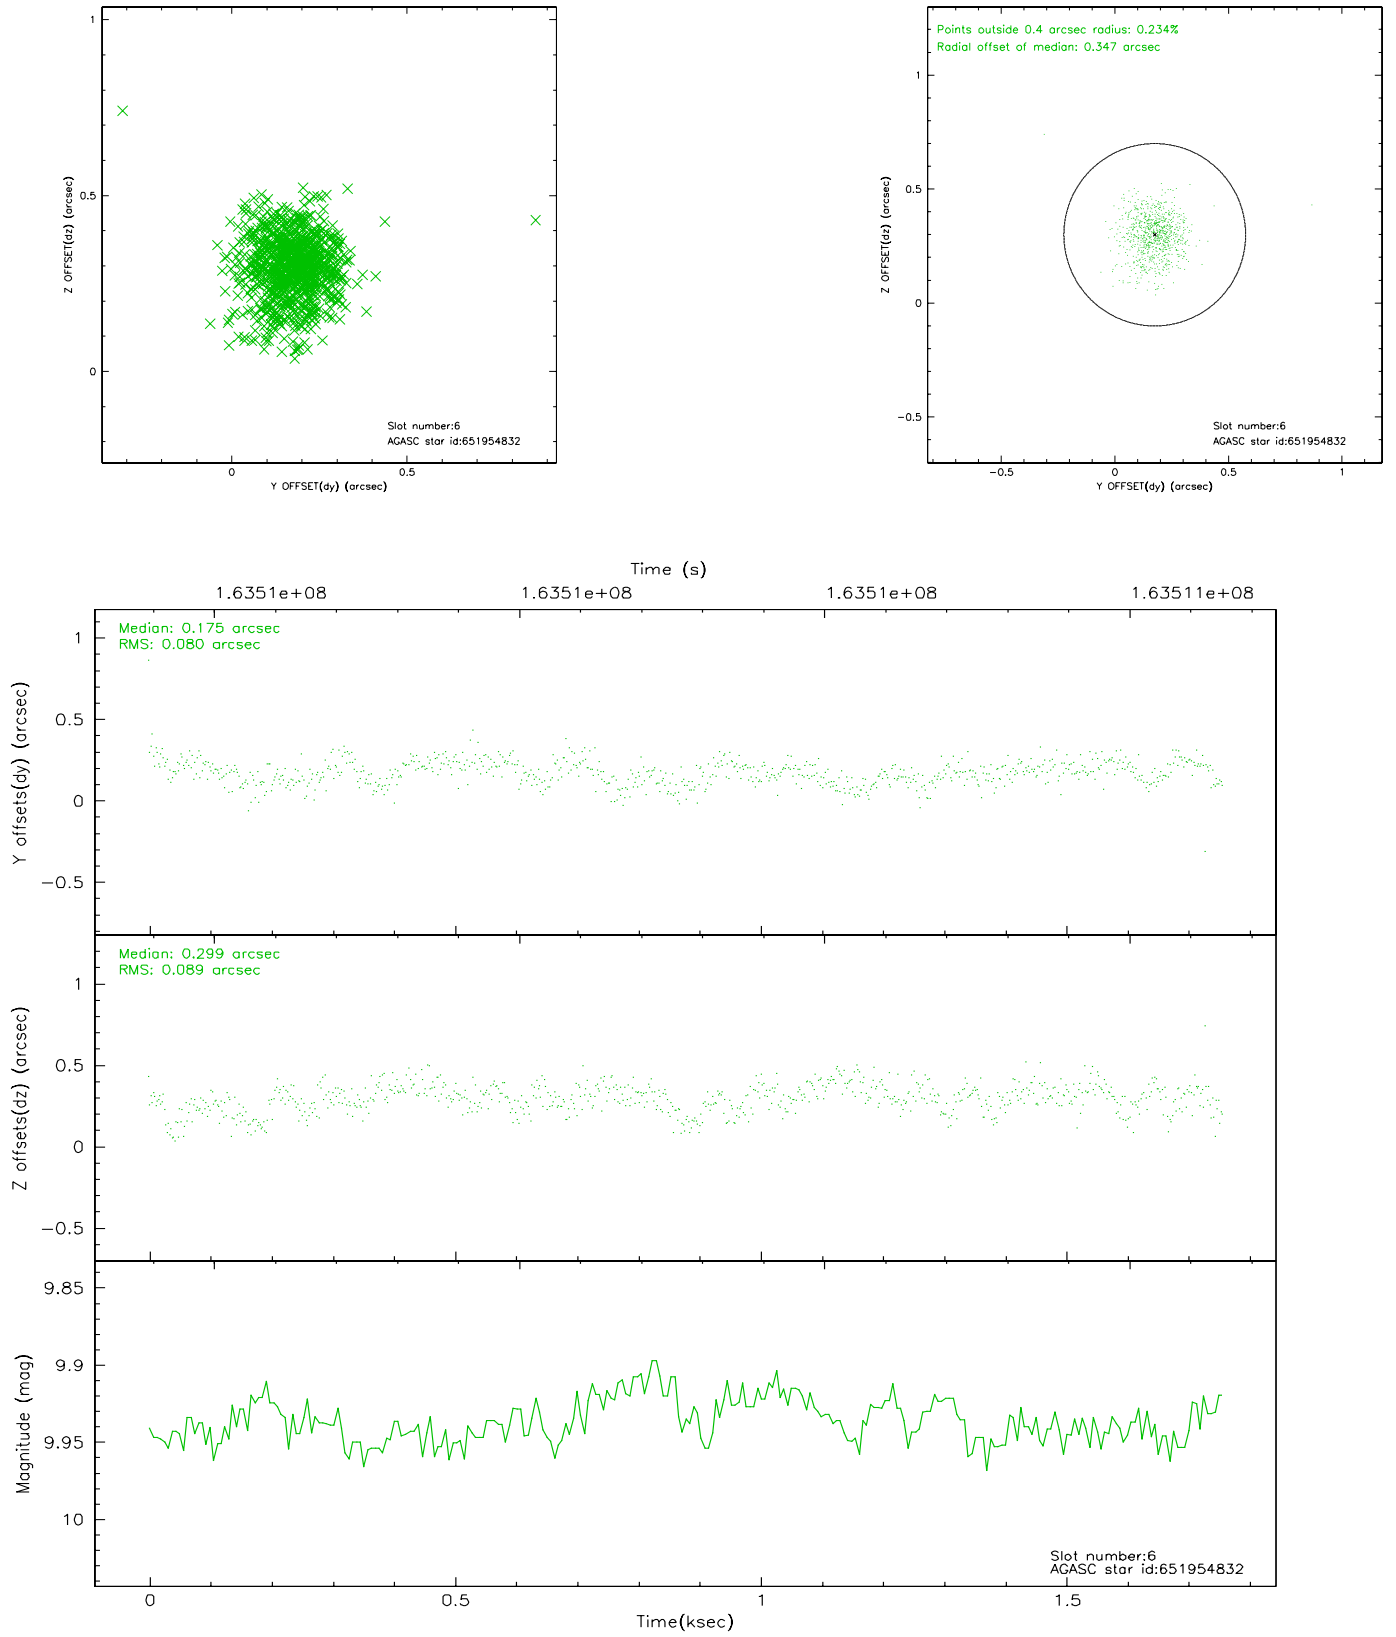 1
0.5
0
Z OFFSET(dz) (arcsec)
0
0.5
Y OFFSET(dy) (arcsec)
Slot number:6
AGASC star id:651954832
Points outside 0.4 arcsec radius: 0.234%
Radial offset of median: 0.347 arcsec
1
0.5
0
−0.5
Z OFFSET(dz) (arcsec)
−0.5
0
0.5
1
Y OFFSET(dy) (arcsec)
Slot number:6
AGASC star id:651954832
Time (s)
1.6351e+08
1.6351e+08
1.6351e+08
1.63511e+08
Median: 0.175 arcsec
RMS: 0.080 arcsec
1
0.5
0
−0.5
Y offsets(dy) (arcsec)
Median: 0.299 arcsec
RMS: 0.089 arcsec
1
0.5
0
−0.5
Z offsets(dz) (arcsec)
9.85
9.9
9.95
10
Magnitude (mag)
Slot number:6
AGASC star id:651954832
0
0.5
1
1.5
Time(ksec)